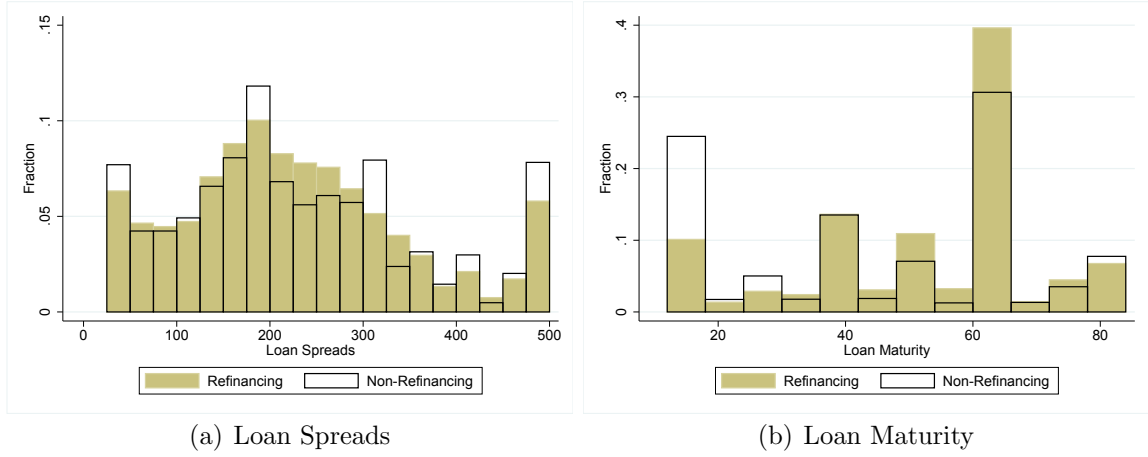 .15
.1
.05
0
Fraction
0 100 200 300 400 500
Loan Spreads
Refinancing Non-Refinancing
(a) Loan Spreads
.4
.3
.2
.1
0
Fraction
20 40 60 80
Loan Maturity
Refinancing Non-Refinancing
(b) Loan Maturity